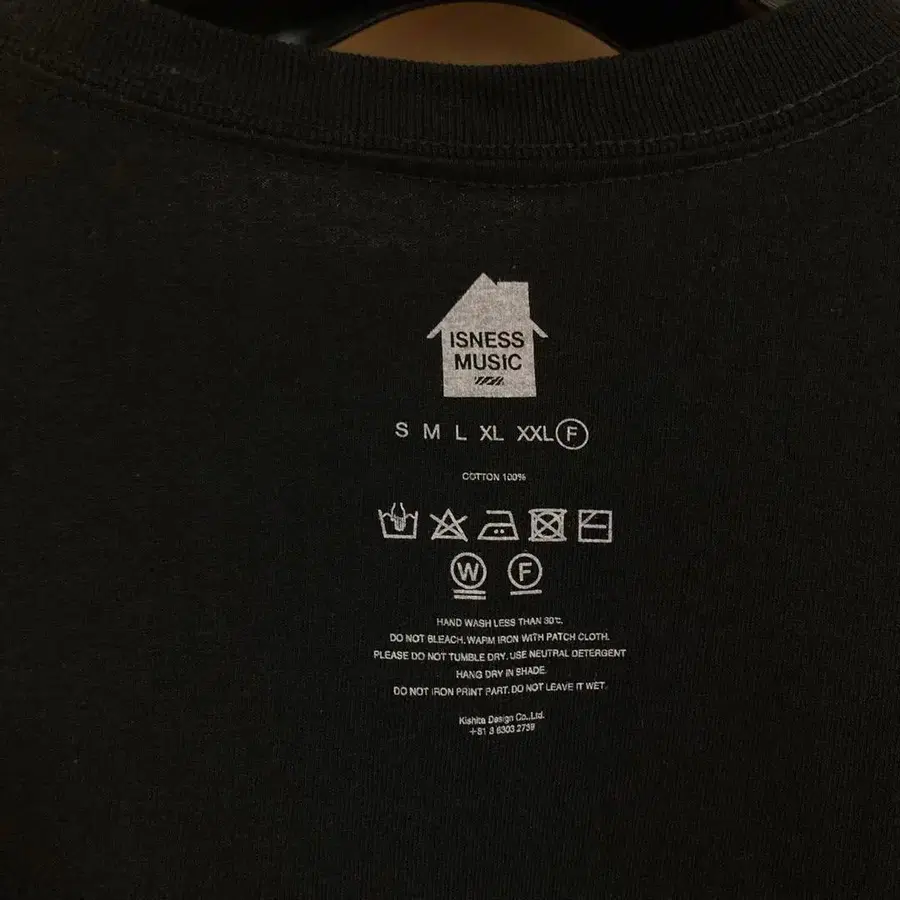 ISNESS
MUSIC
S M L XL XXL F
COTTON 100%
W F
HAND WASH LESS THAN 30℃.
DO NOT BLEACH. WARM IRON WITH PATCH CLOTH.
PLEASE DO NOT TUMBLE DRY. USE NEUTRAL DETERGENT
HANG DRY IN SHADE.
DO NOT IRON PRINT PART. DO NOT LEAVE IT WET.
Kishita Design Co.,Ltd.
+81 3 6303 2759